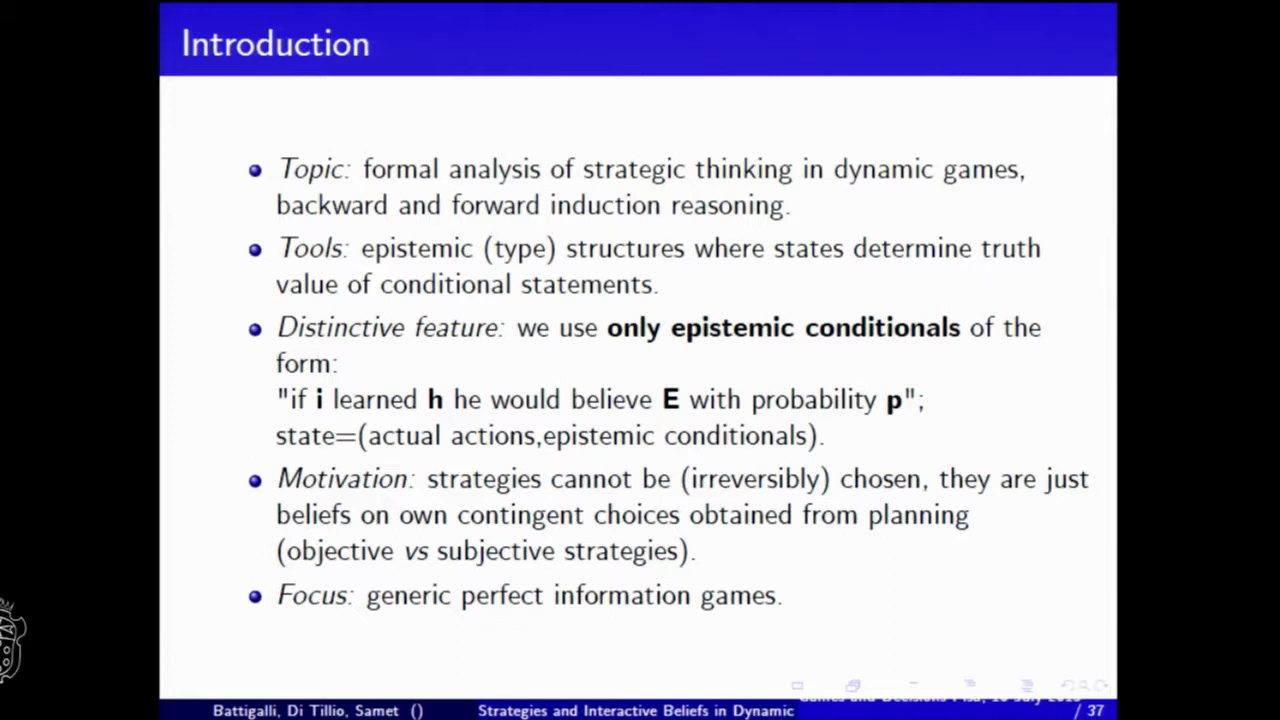 Introduction
Topic: formal analysis of strategic thinking in dynamic games,
backward and forward induction reasoning.
Tools: epistemic (type) structures where states determine truth
value of conditional statements.
Distinctive feature: we use only epistemic conditionals of the
form:
"if i learned h he would believe E with probability p";
state=(actual actions,epistemic conditionals).
Motivation: strategies cannot be (irreversibly) chosen, they are just
beliefs on own contingent choices obtained from planning
(objective vs subjective strategies).
Focus: generic perfect information games.
Battigalli, Di Tillio, Samet ()
Strategies and Interactive Beliefs in Dynamic
/ 37